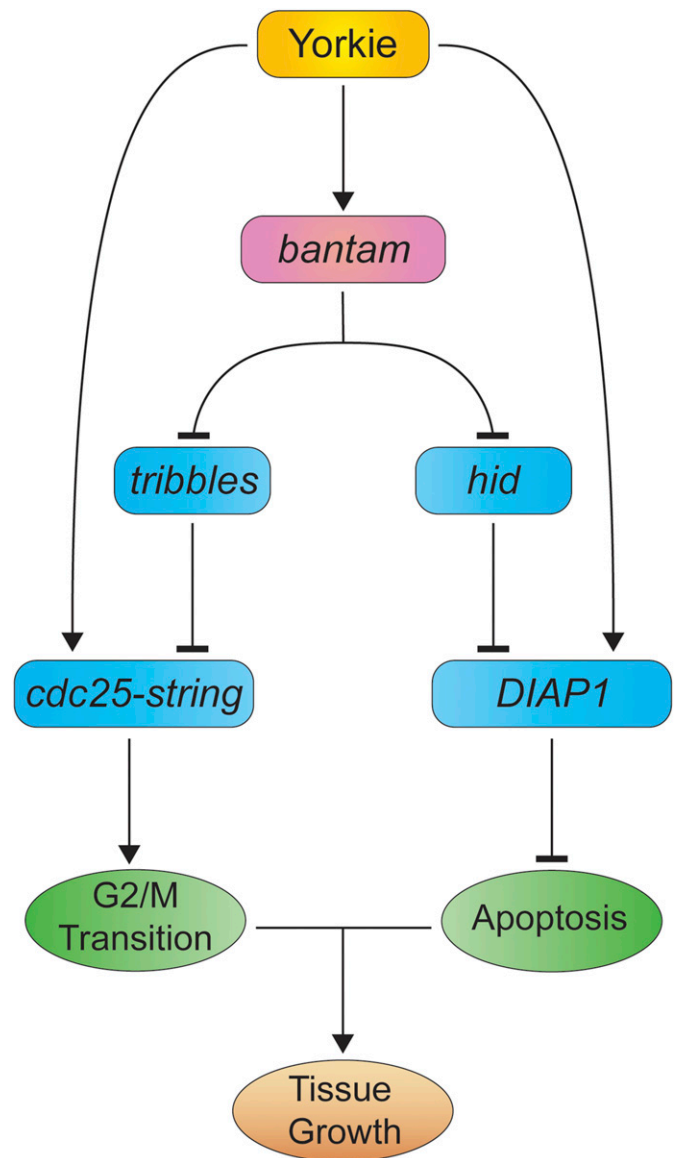 Yorkie
bantam
tribbles
hid
cdc25-string
DIAP1
G2/M
Transition
Apoptosis
Tissue
Growth